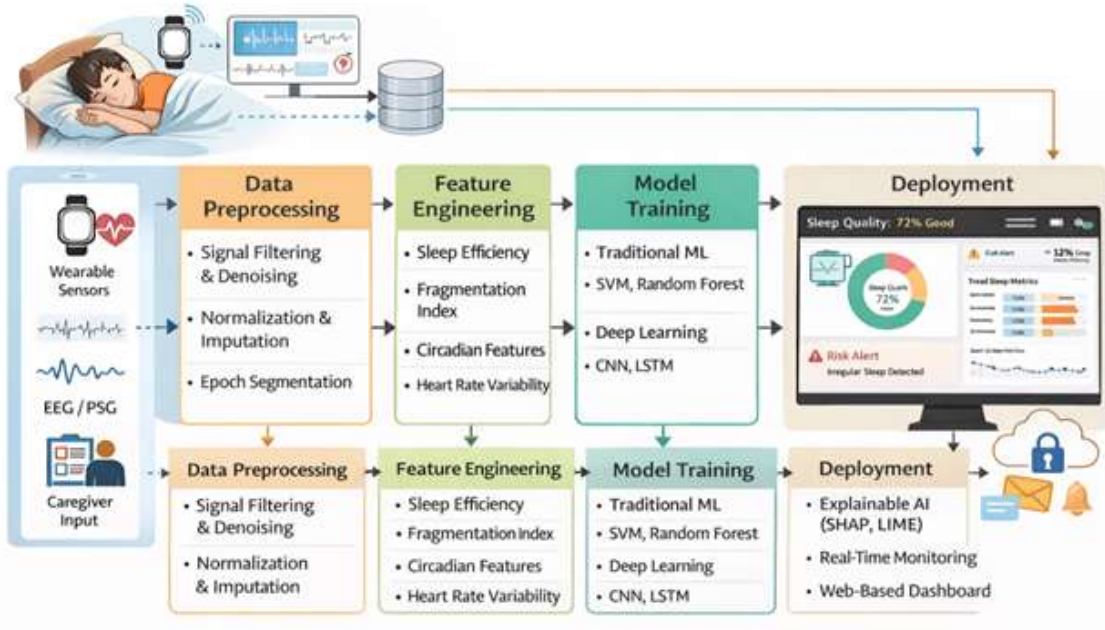 Wearable
Sensors
EEG / PSG
Caregiver
Input
Data
Preprocessing
• Signal Filtering
& Denoising
• Normalization &
Imputation
• Epoch Segmentation
Feature
Engineering
• Sleep Efficiency
• Fragmentation
Index
• Circadian Features
• Heart Rate Variability
Model
Training
• Traditional ML
• SVM, Random Forest
• Deep Learning
• CNN, LSTM
Deployment
Sleep Quality: 72% Good
72%
Risk Alert
Irregular Sleep Detected
12%
Sleep Metrics
Data Preprocessing
• Signal Filtering
& Denoising
• Normalization
& Imputation
Feature Engineering
• Sleep Efficiency
• Fragmentation Index
• Circadian Features
• Heart Rate Variability
Model Training
• Traditional ML
• SVM, Random Forest
• Deep Learning
• CNN, LSTM
Deployment
• Explainable AI
(SHAP, LIME)
• Real-Time Monitoring
• Web-Based Dashboard